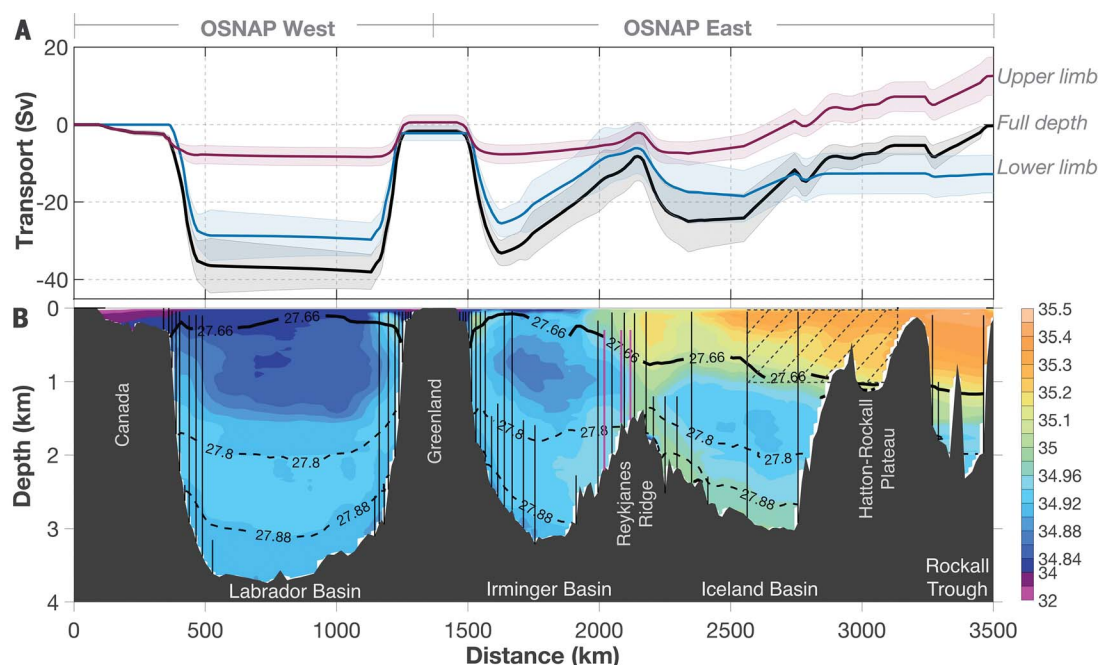 OSNAP West
OSNAP East
A
20
0
-20
-40
Transport (Sv)
Upper limb
Full depth
Lower limb
B
0
1
2
3
4
Depth (km)
27.66
27.66
27.66
27.66
27.66
27.8
27.8
27.8
27.8
27.8
27.88
27.88
27.88
27.88
Canada
Greenland
Reykjanes
Ridge
Hatton-Rockall
Plateau
Rockall
Trough
Labrador Basin
Irminger Basin
Iceland Basin
35.5
35.4
35.3
35.2
35.1
35
34.96
34.92
34.88
34.84
34
32
0
500
1000
1500
2000
2500
3000
3500
Distance (km)